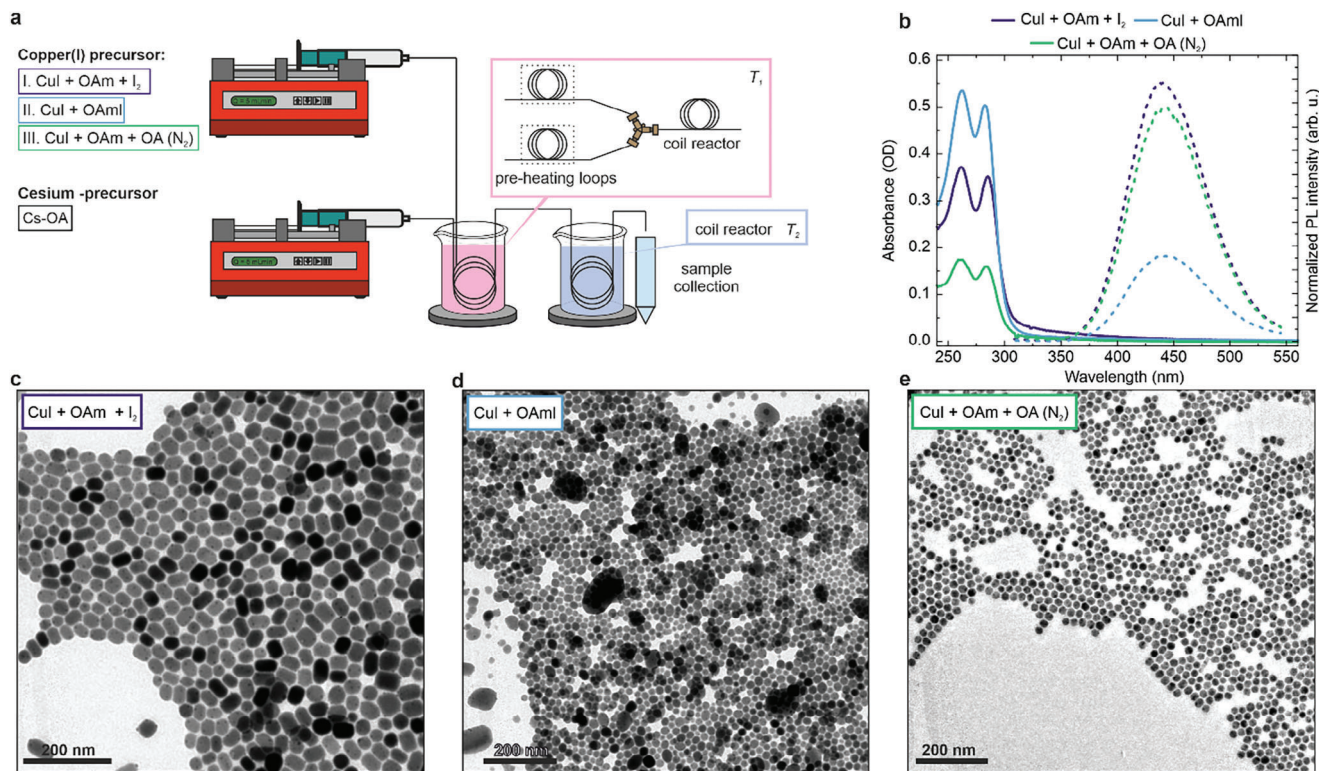 a
Copper(I) precursor:
I. CuI + OAm + I₂
II. CuI + OAmI
III. CuI + OAm + OA (N₂)
Cesium -precursor
Cs-OA
T₁
coil reactor
pre-heating loops
coil reactor T₂
sample
collection
b
CuI + OAm + I₂
CuI + OAmI
CuI + OAm + OA (N₂)
Absorbance (OD)
0.6
0.5
0.4
0.3
0.2
0.1
0.0
250 300 350 400 450 500 550
Wavelength (nm)
Normalized PL intensity (arb. u.)
c
CuI + OAm + I₂
200 nm
d
CuI + OAmI
200 nm
e
CuI + OAm + OA (N₂)
200 nm